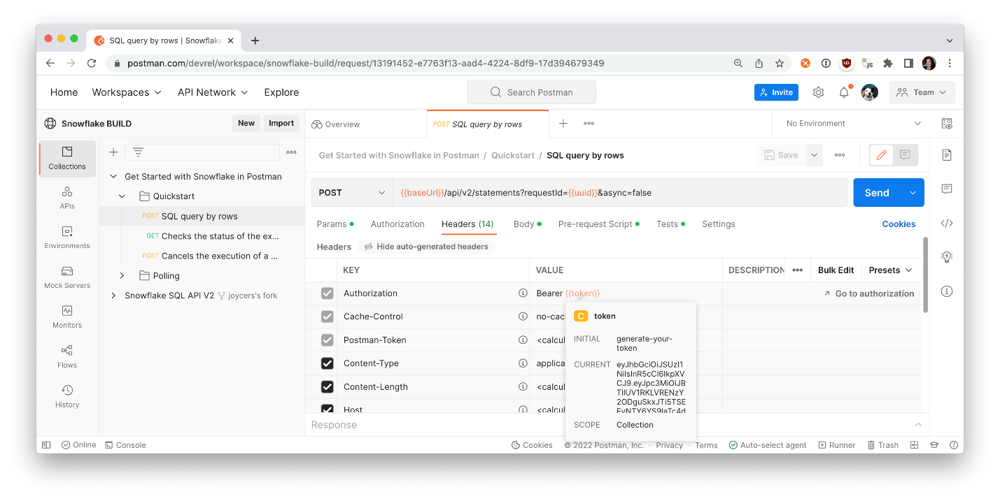 SQL query by rows | Snowflake
postman.com/devrel/workspace/snowflake-build/request/13191452-e7763f13-aad4-4224-8df9-17d394679349
Home Workspaces API Network Explore
Search Postman
Invite
Team
Snowflake BUILD
New Import
Overview
POST SQL query by rows
No Environment
Collections
APIs
Environments
Mock Servers
Monitors
Flows
History
Get Started with Snowflake in Postman
Quickstart
POST SQL query by rows
GET Checks the status of the ex...
POST Cancels the execution of a ...
Polling
Snowflake SQL API V2 joycers's fork
Get Started with Snowflake in Postman / Quickstart / SQL query by rows
Save
POST
{{baseUrl}}/api/v2/statements?requestId={{uuid}}&async=false
Send
Params Authorization Headers (14) Body Pre-request Script Tests Settings
Cookies
Headers Hide auto-generated headers
KEY VALUE DESCRIPTION Bulk Edit Presets
Authorization Bearer {{token}} Go to authorization
Cache-Control no-cac
Postman-Token <calcul
Content-Type applica
Content-Length <calcul
Host <calcul
C token
INITIAL generate-your-
token
CURRENT
SCOPE Collection
Response
Online Console
Cookies © 2022 Postman, Inc. · Privacy · Terms
Auto-select agent Runner Trash